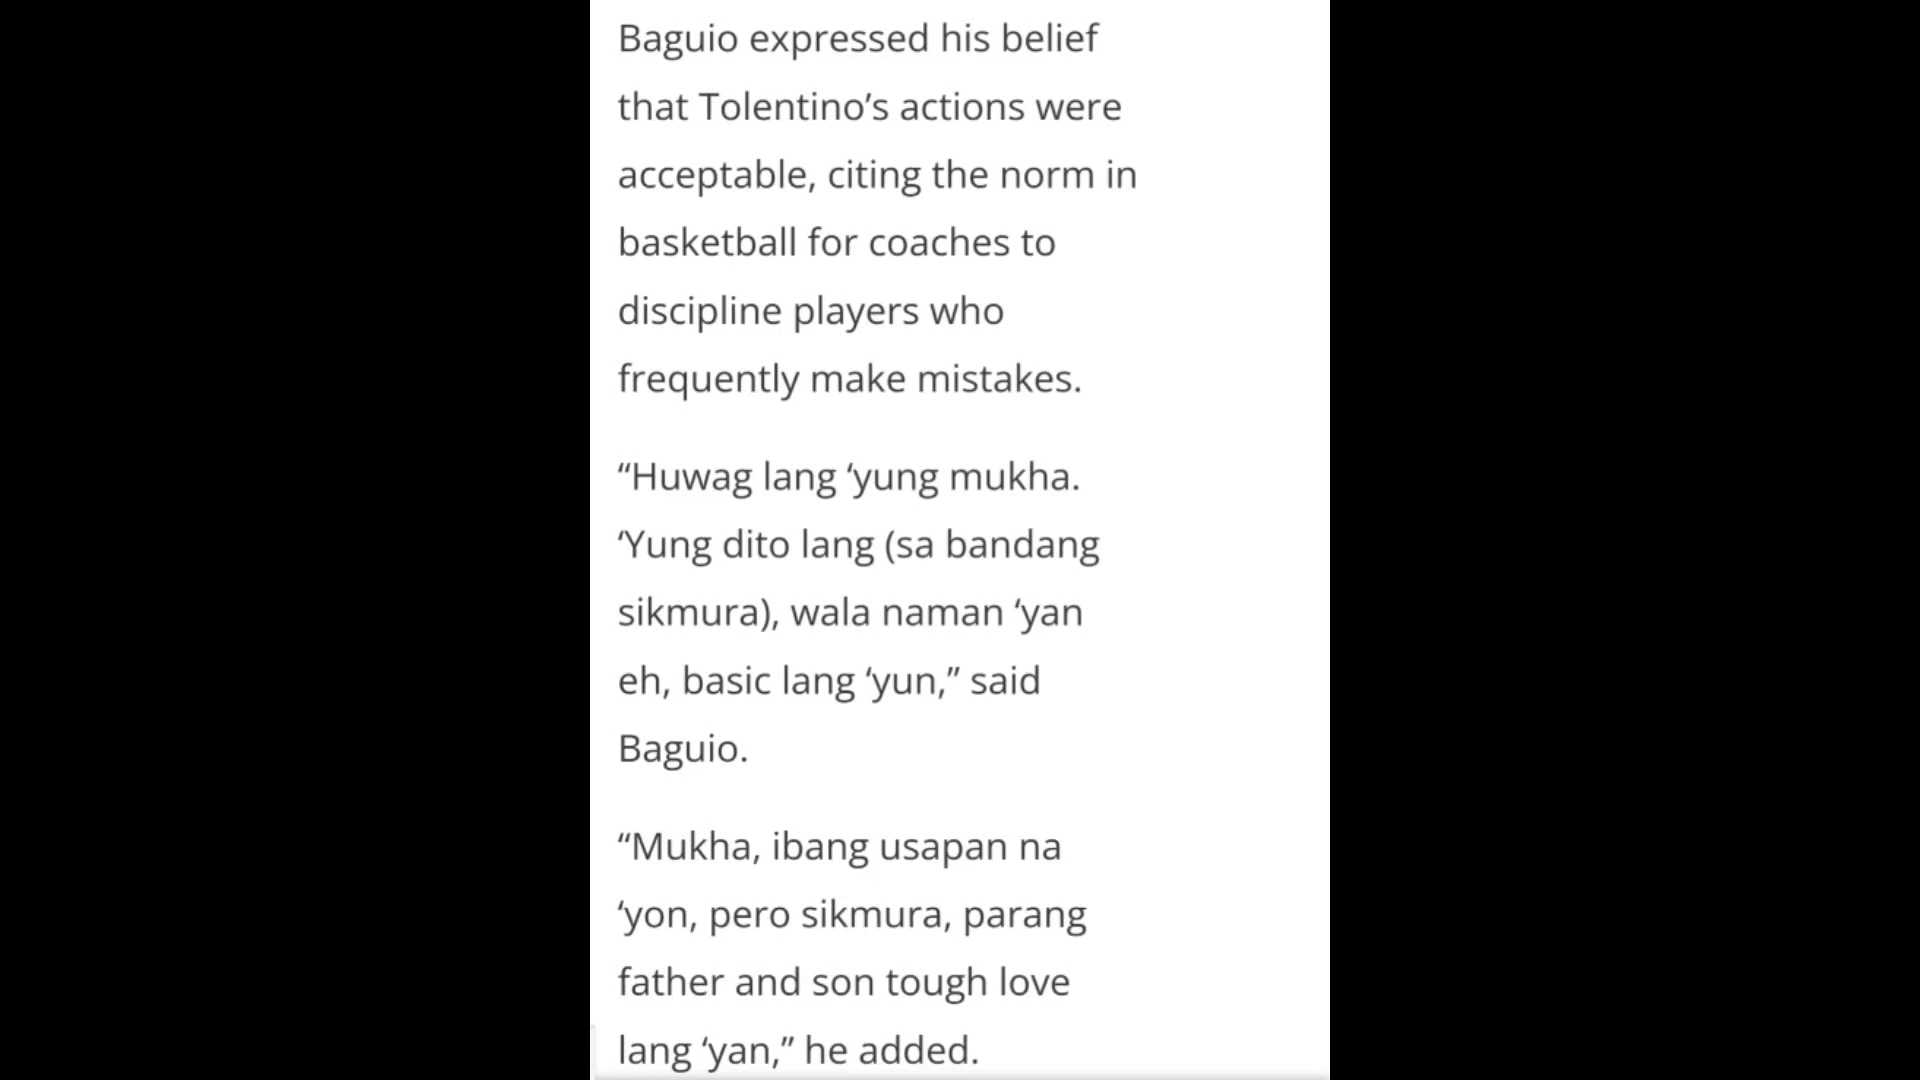 Baguio expressed his belief
that Tolentino’s actions were
acceptable, citing the norm in
basketball for coaches to
discipline players who
frequently make mistakes.
“Huwag lang ‘yung mukha.
‘Yung dito lang (sa bandang
sikmura), wala naman ‘yan
eh, basic lang ‘yun,” said
Baguio.
“Mukha, ibang usapan na
‘yon, pero sikmura, parang
father and son tough love
lang ‘yan,” he added.